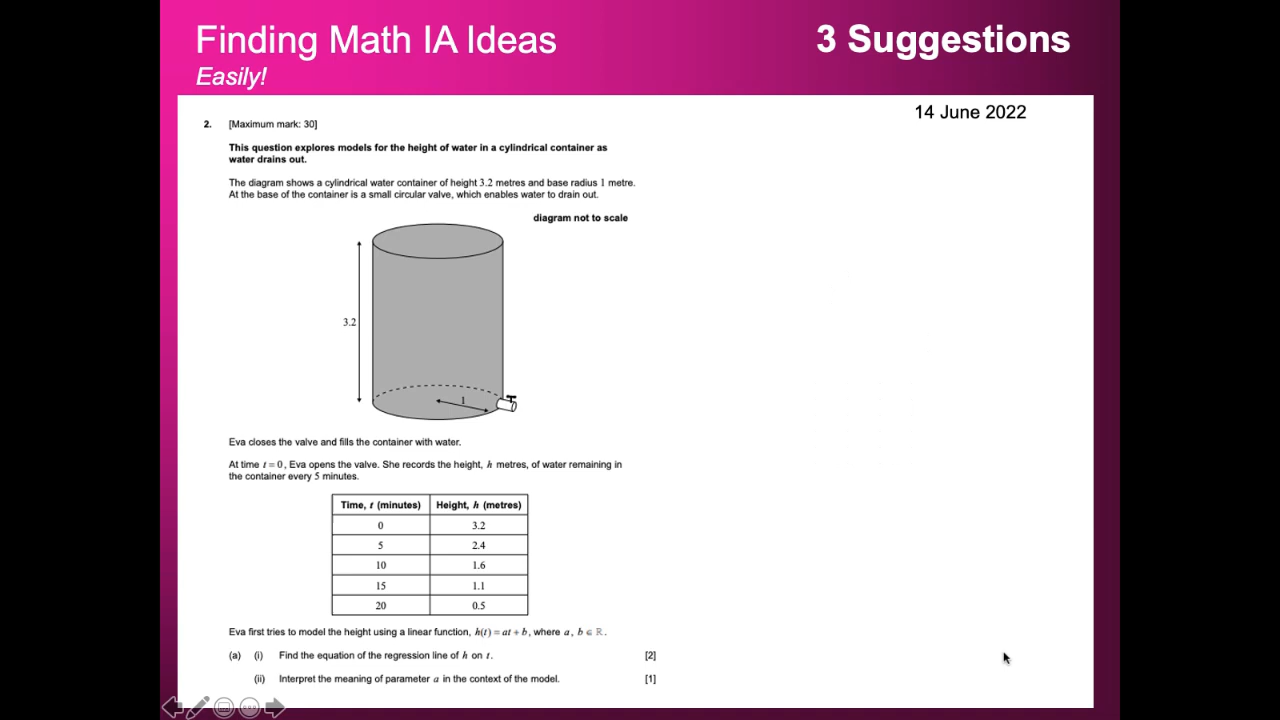 Finding Math IA Ideas
3 Suggestions
Easily!
14 June 2022
2. [Maximum mark: 30]
This question explores models for the height of water in a cylindrical container as
water drains out.
The diagram shows a cylindrical water container of height 3.2 metres and base radius 1 metre.
At the base of the container is a small circular valve, which enables water to drain out.
diagram not to scale
3.2
1
Eva closes the valve and fills the container with water.
At time t = 0, Eva opens the valve. She records the height, h metres, of water remaining in
the container every 5 minutes.
Time, t (minutes) Height, h (metres)
0 3.2
5 2.4
10 1.6
15 1.1
20 0.5
Eva first tries to model the height using a linear function, h(t) = at + b, where a, b ∈ ℝ.
(a) (i) Find the equation of the regression line of h on t. [2]
(ii) Interpret the meaning of parameter a in the context of the model. [1]